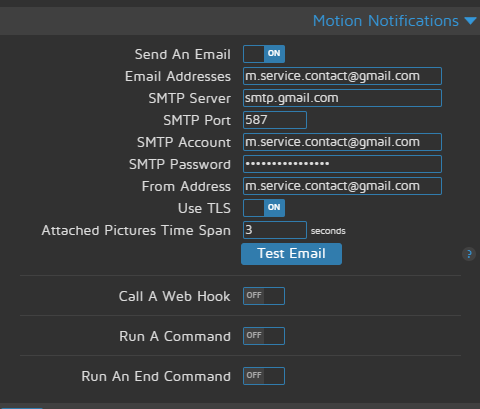 Motion Notifications
Send An Email ON
Email Addresses m.service.contact@gmail.com
SMTP Server smtp.gmail.com
SMTP Port 587
SMTP Account m.service.contact@gmail.com
SMTP Password ••••••••••••••••
From Address m.service.contact@gmail.com
Use TLS ON
Attached Pictures Time Span 3 seconds
Test Email ?
Call A Web Hook OFF
Run A Command OFF
Run An End Command OFF